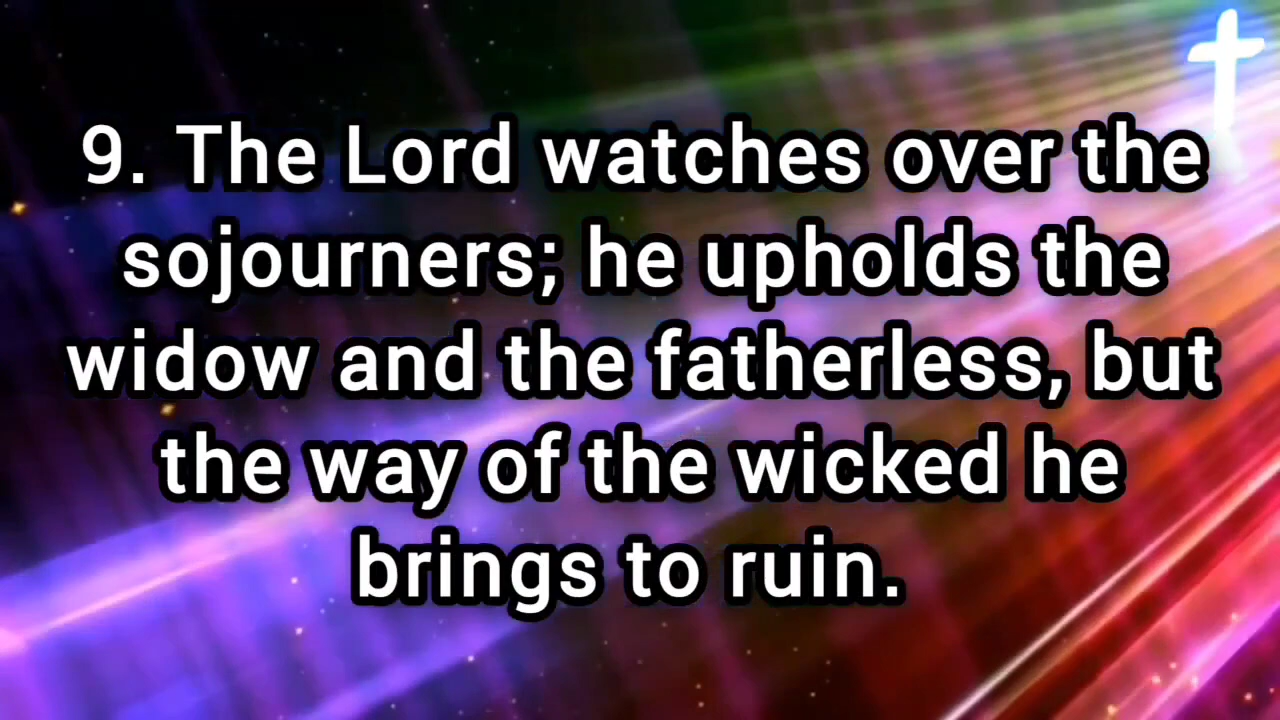 9. The Lord watches over the
sojourners; he upholds the
widow and the fatherless, but
the way of the wicked he
brings to ruin.